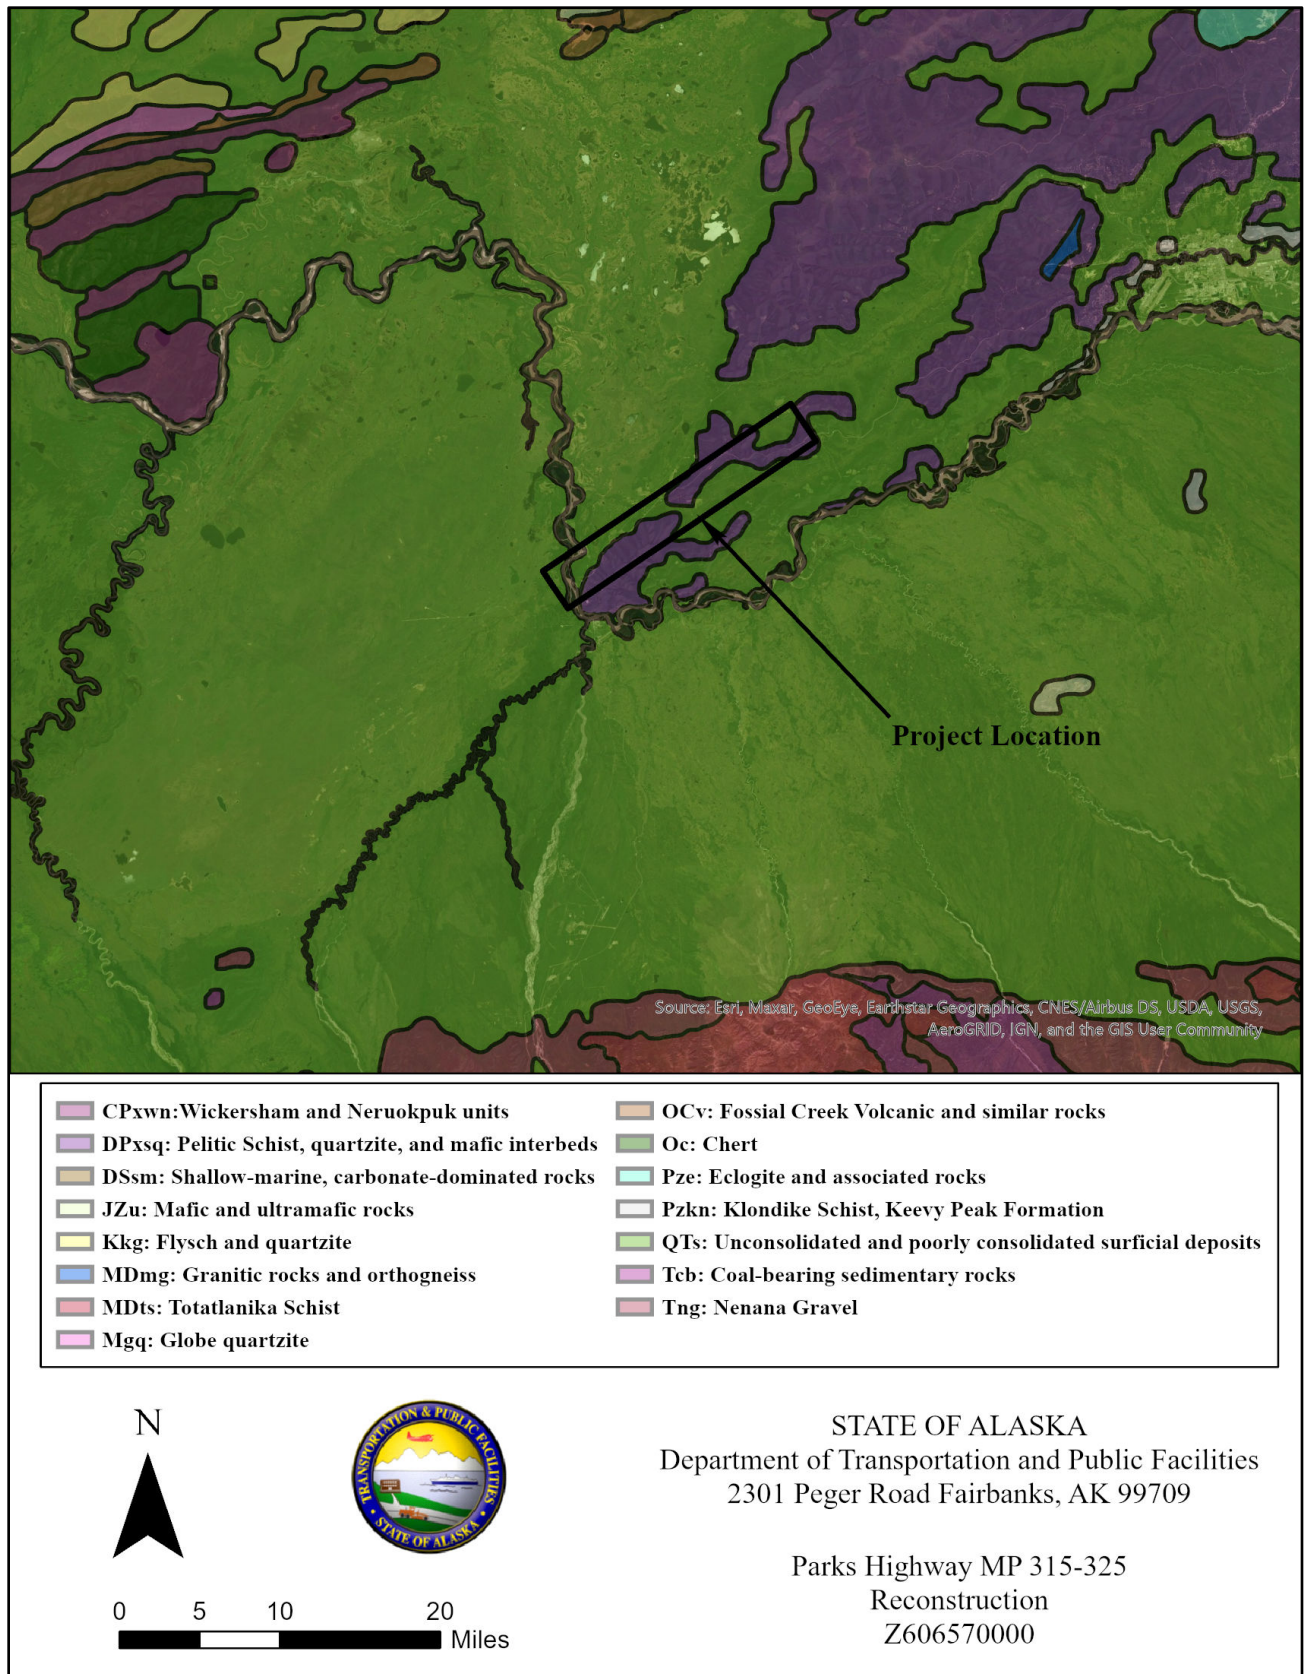 Project Location
Source: Esri, Maxar, GeoEye, Earthstar Geographics, CNES/Airbus DS, USDA, USGS,
AeroGRID, IGN, and the GIS User Community
CPxwn:Wickersham and Neruokpuk units
DPxsq: Pelitic Schist, quartzite, and mafic interbeds
DSsm: Shallow-marine, carbonate-dominated rocks
JZu: Mafic and ultramafic rocks
Kkg: Flysch and quartzite
MDmg: Granitic rocks and orthogneiss
MDts: Totatlanika Schist
Mgq: Globe quartzite
OCv: Fossial Creek Volcanic and similar rocks
Oc: Chert
Pze: Eclogite and associated rocks
Pzkn: Klondike Schist, Keevy Peak Formation
QTs: Unconsolidated and poorly consolidated surficial deposits
Tcb: Coal-bearing sedimentary rocks
Tng: Nenana Gravel
N
TRANSPORTATION & PUBLIC FACILITIES
STATE OF ALASKA
0 5 10 20
Miles
STATE OF ALASKA
Department of Transportation and Public Facilities
2301 Peger Road Fairbanks, AK 99709
Parks Highway MP 315-325
Reconstruction
Z606570000